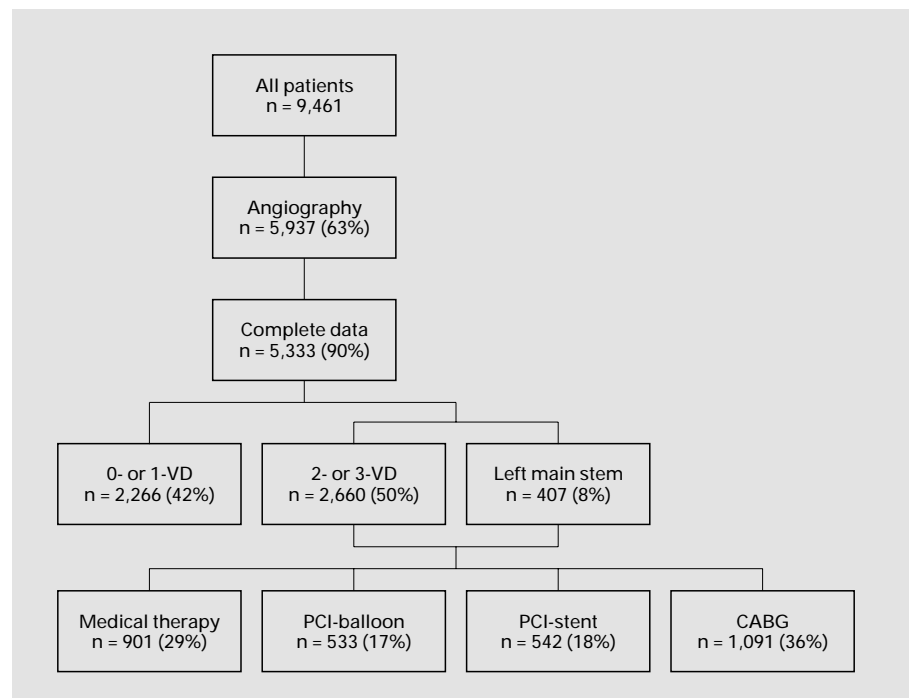 All patients
n = 9,461
Angiography
n = 5,937 (63%)
Complete data
n = 5,333 (90%)
0- or 1-VD
n = 2,266 (42%)
2- or 3-VD
n = 2,660 (50%)
Left main stem
n = 407 (8%)
Medical therapy
n = 901 (29%)
PCI-balloon
n = 533 (17%)
PCI-stent
n = 542 (18%)
CABG
n = 1,091 (36%)